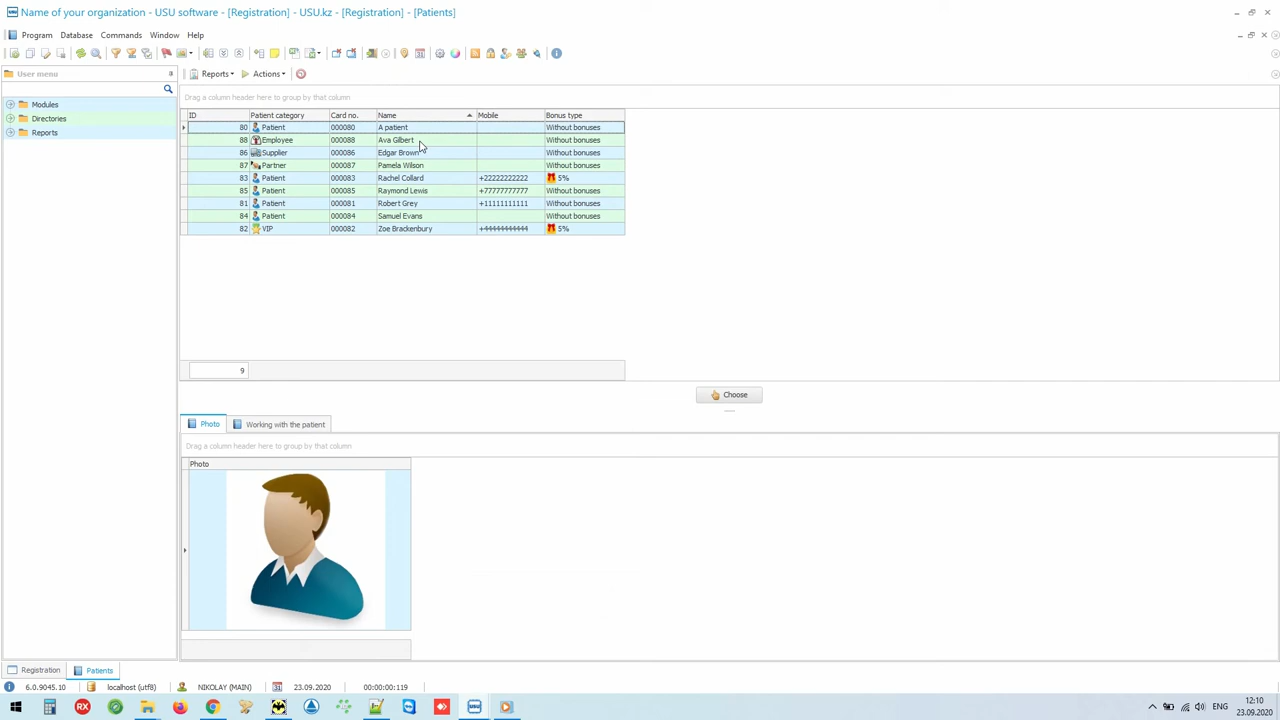 Name of your organization - USU software - [Registration] - USU.kz - [Registration] - [Patients]
Program Database Commands Window Help
User menu
Reports Actions
Drag a column header here to group by that column
Modules
Directories
Reports
ID Patient category Card no. Name Mobile Bonus type
80 Patient 000080 A patient Without bonuses
88 Employee 000088 Ava Gilbert Without bonuses
86 Supplier 000086 Edgar Brown Without bonuses
87 Partner 000087 Pamela Wilson Without bonuses
83 Patient 000083 Rachel Collard +22222222222 5%
85 Patient 000085 Raymond Lewis +77777777777 Without bonuses
81 Patient 000081 Robert Grey +11111111111 Without bonuses
84 Patient 000084 Samuel Evans Without bonuses
82 VIP 000082 Zoe Brackenbury +44444444444 5%
9
Choose
Photo Working with the patient
Drag a column header here to group by that column
Photo
Registration Patients
6.0.9045.10 localhost (utf8) NIKOLAY (MAIN) 23.09.2020 00:00:00:119
RX ENG 12:10
23.09.2020